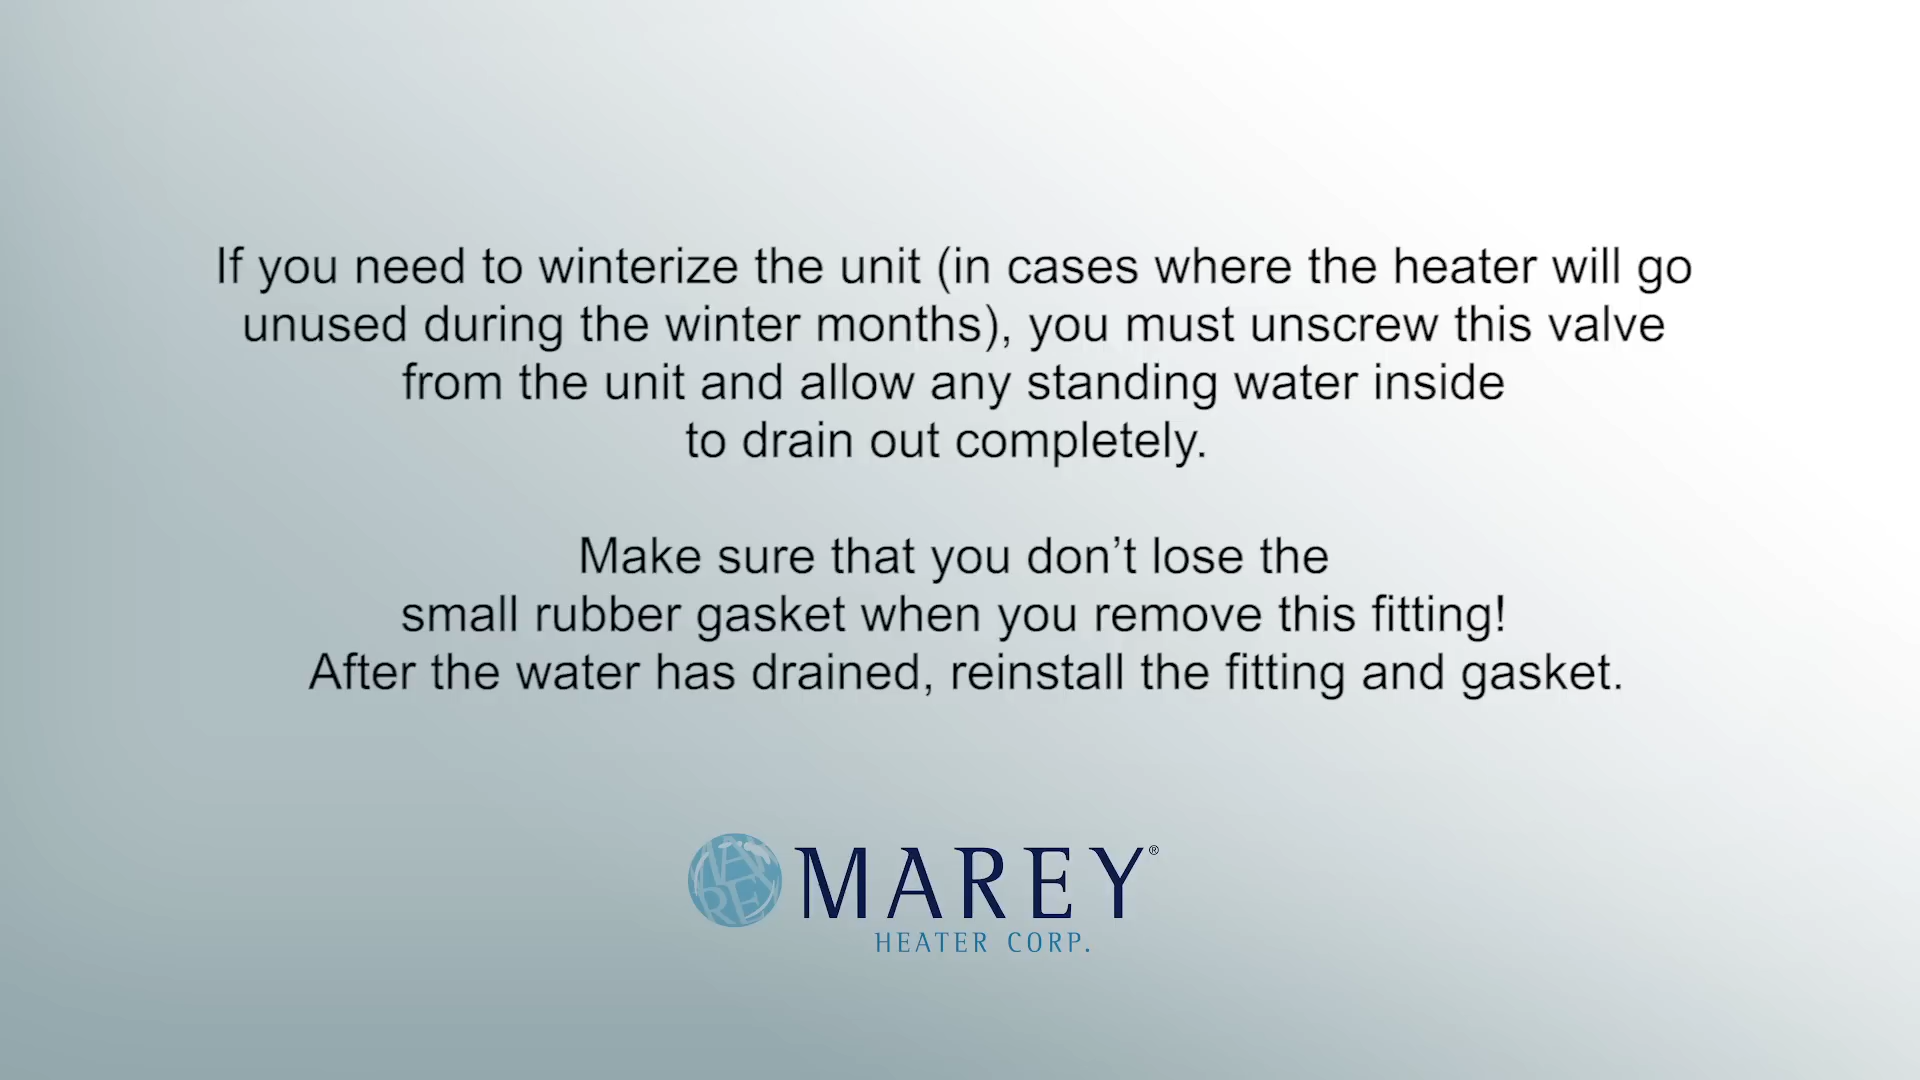 If you need to winterize the unit (in cases where the heater will go
unused during the winter months), you must unscrew this valve
from the unit and allow any standing water inside
to drain out completely.
Make sure that you don’t lose the
small rubber gasket when you remove this fitting!
After the water has drained, reinstall the fitting and gasket.
MAREY®
HEATER CORP.